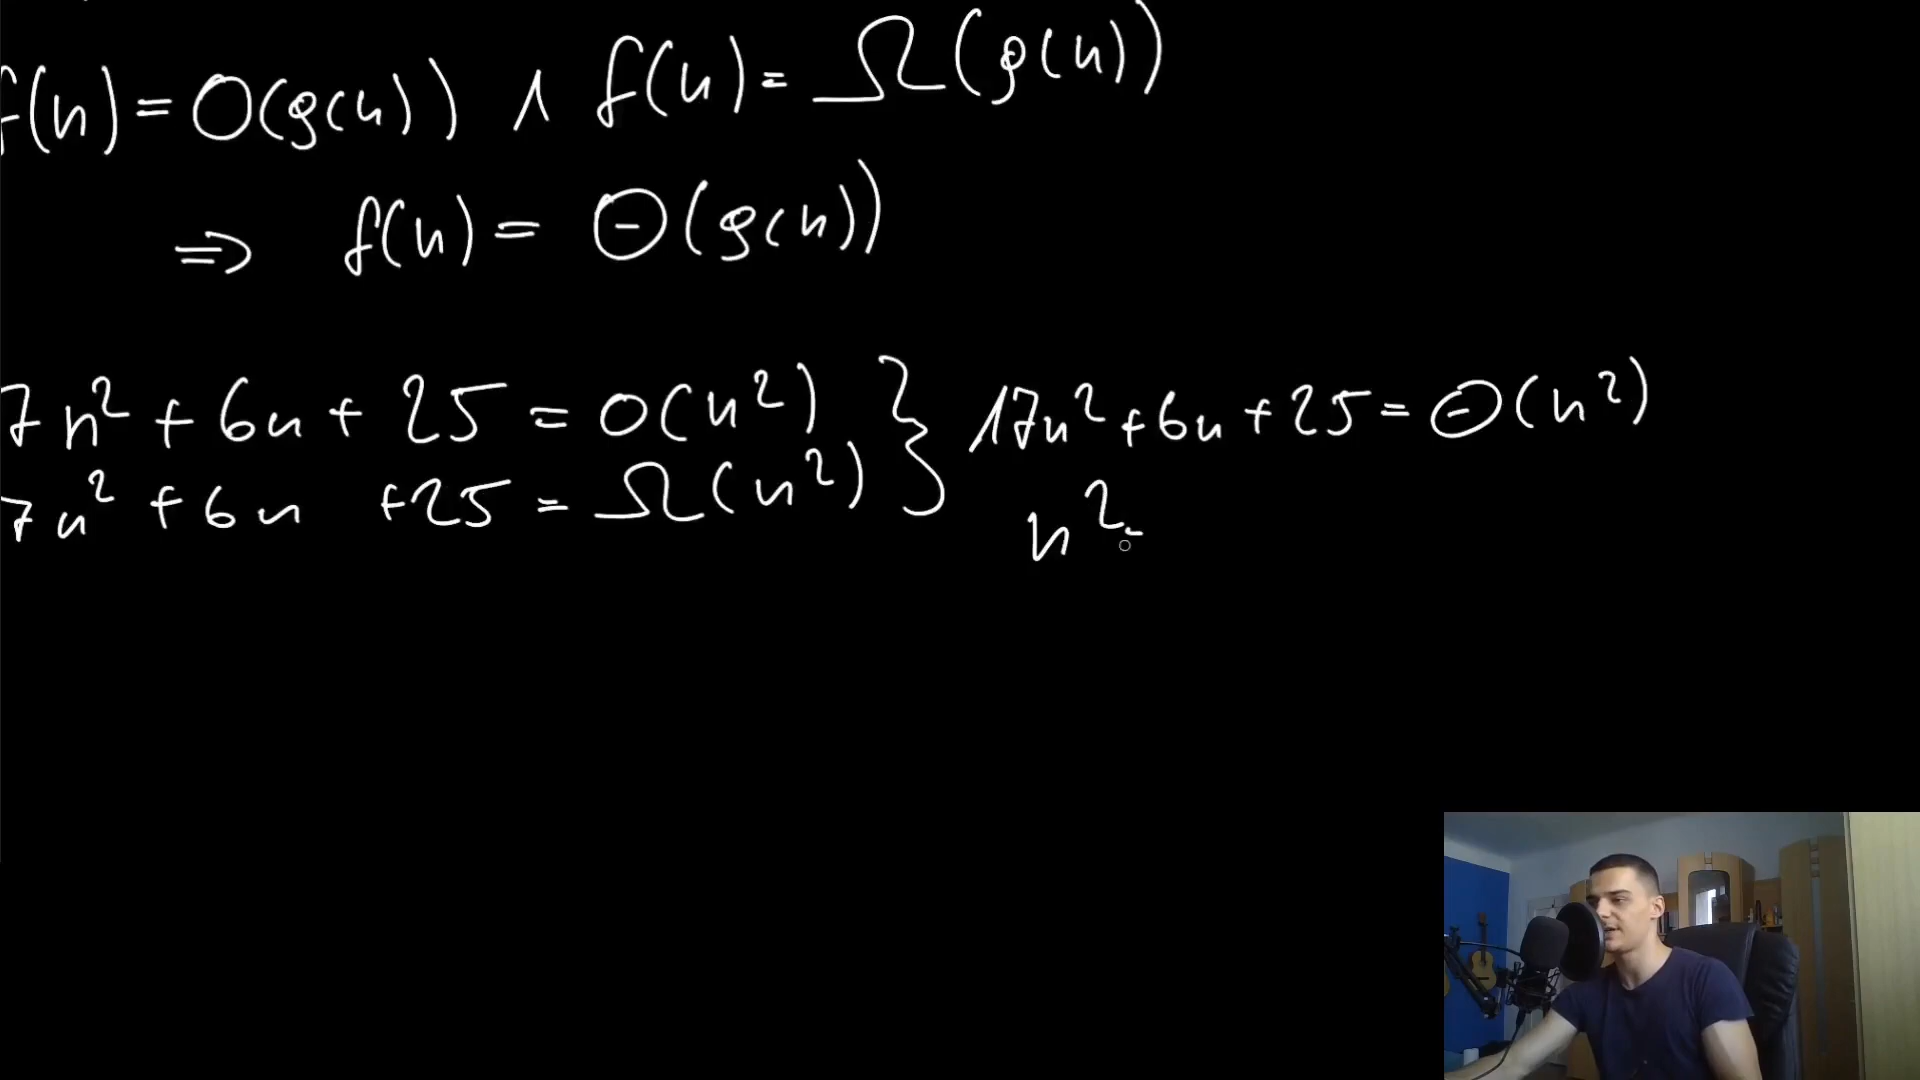 f(n) = O(g(n)) ∧ f(n) = Ω(g(n))
⇒ f(n) = Θ(g(n))
7n² + 6n + 25 = O(n²) } 17n² + 6n + 25 = Θ(n²)
7n² + 6n + 25 = Ω(n²)
n² -